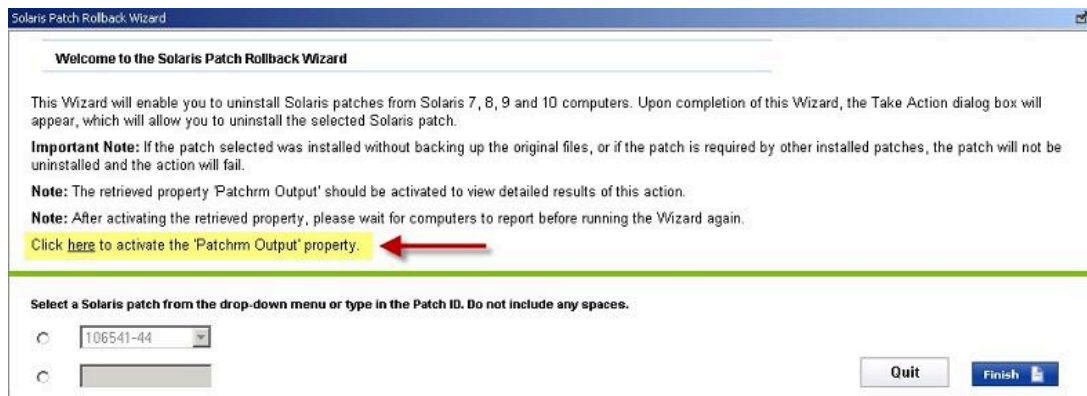 Solaris Patch Rollback Wizard
Welcome to the Solaris Patch Rollback Wizard
This Wizard will enable you to uninstall Solaris patches from Solaris 7, 8, 9 and 10 computers. Upon completion of this Wizard, the Take Action dialog box will
appear, which will allow you to uninstall the selected Solaris patch.
Important Note: If the patch selected was installed without backing up the original files, or if the patch is required by other installed patches, the patch will not be
uninstalled and the action will fail.
Note: The retrieved property 'Patchrm Output' should be activated to view detailed results of this action.
Note: After activating the retrieved property, please wait for computers to report before running the Wizard again.
Click here to activate the 'Patchrm Output' property.
Select a Solaris patch from the drop-down menu or type in the Patch ID. Do not include any spaces.
106541-44
Quit
Finish